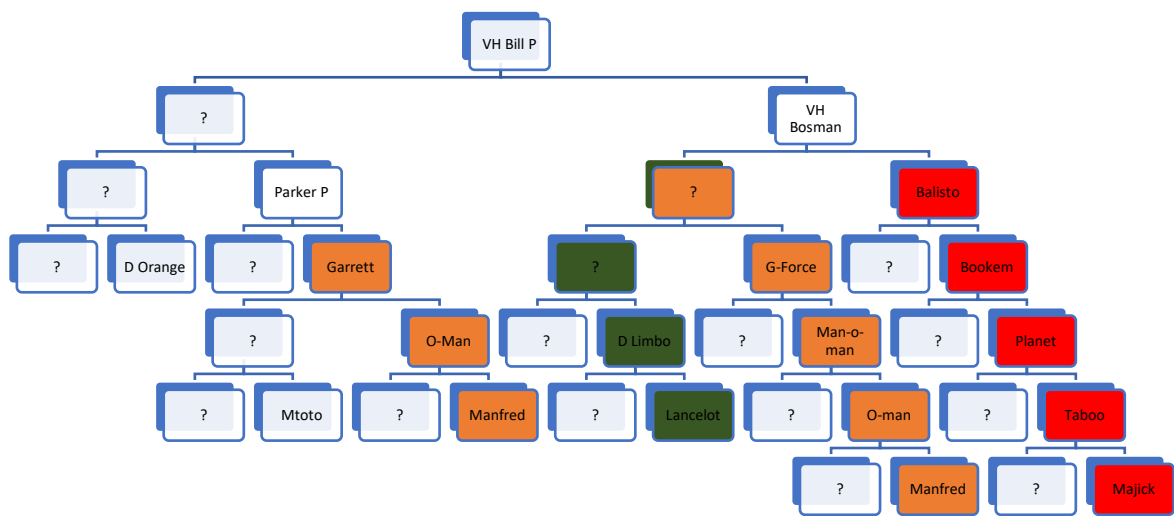 VH Bill P
?
VH
Bosman
?
Parker P
?
Balisto
?
D Orange
?
Garrett
?
G-Force
?
Bookem
?
O-Man
?
D Limbo
?
Man-o-
man
?
Planet
?
Mtoto
?
Manfred
?
Lancelot
?
O-man
?
Taboo
?
Manfred
?
Majick